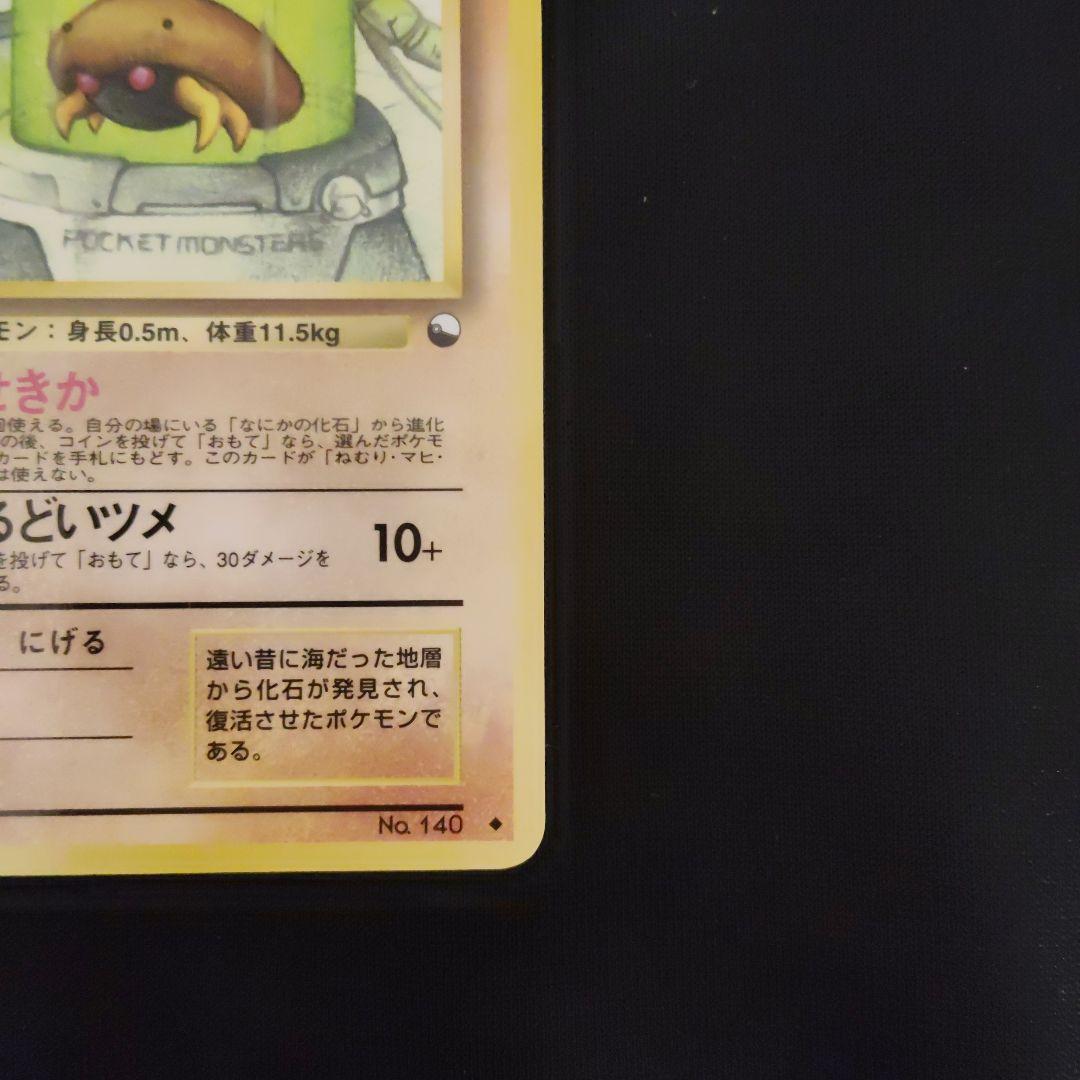 POCKET MONSTERS
モン：身長0.5m、体重11.5kg
せきか
回使える。自分の場にいる「なにかの化石」から進化
の後、コインを投げて「おもて」なら、選んだポケモ
カードを手札にもどす。このカードが「ねむり・マヒ・
は使えない。
るどいツメ
10+
を投げて「おもて」なら、30ダメージを
る。
にげる
遠い昔に海だった地層
から化石が発見され、
復活させたポケモンで
ある。
No. 140 ◆